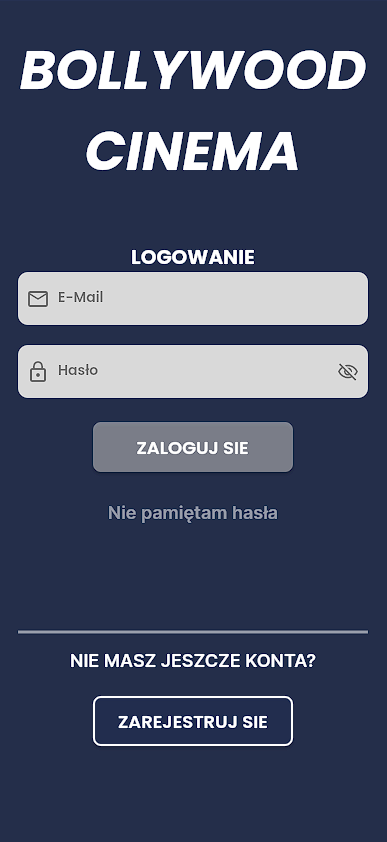 BOLLYWOOD
CINEMA
LOGOWANIE
E-Mail
Hasło
ZALOGUJ SIE
Nie pamiętam hasła
NIE MASZ JESZCZE KONTA?
ZAREJESTRUJ SIE